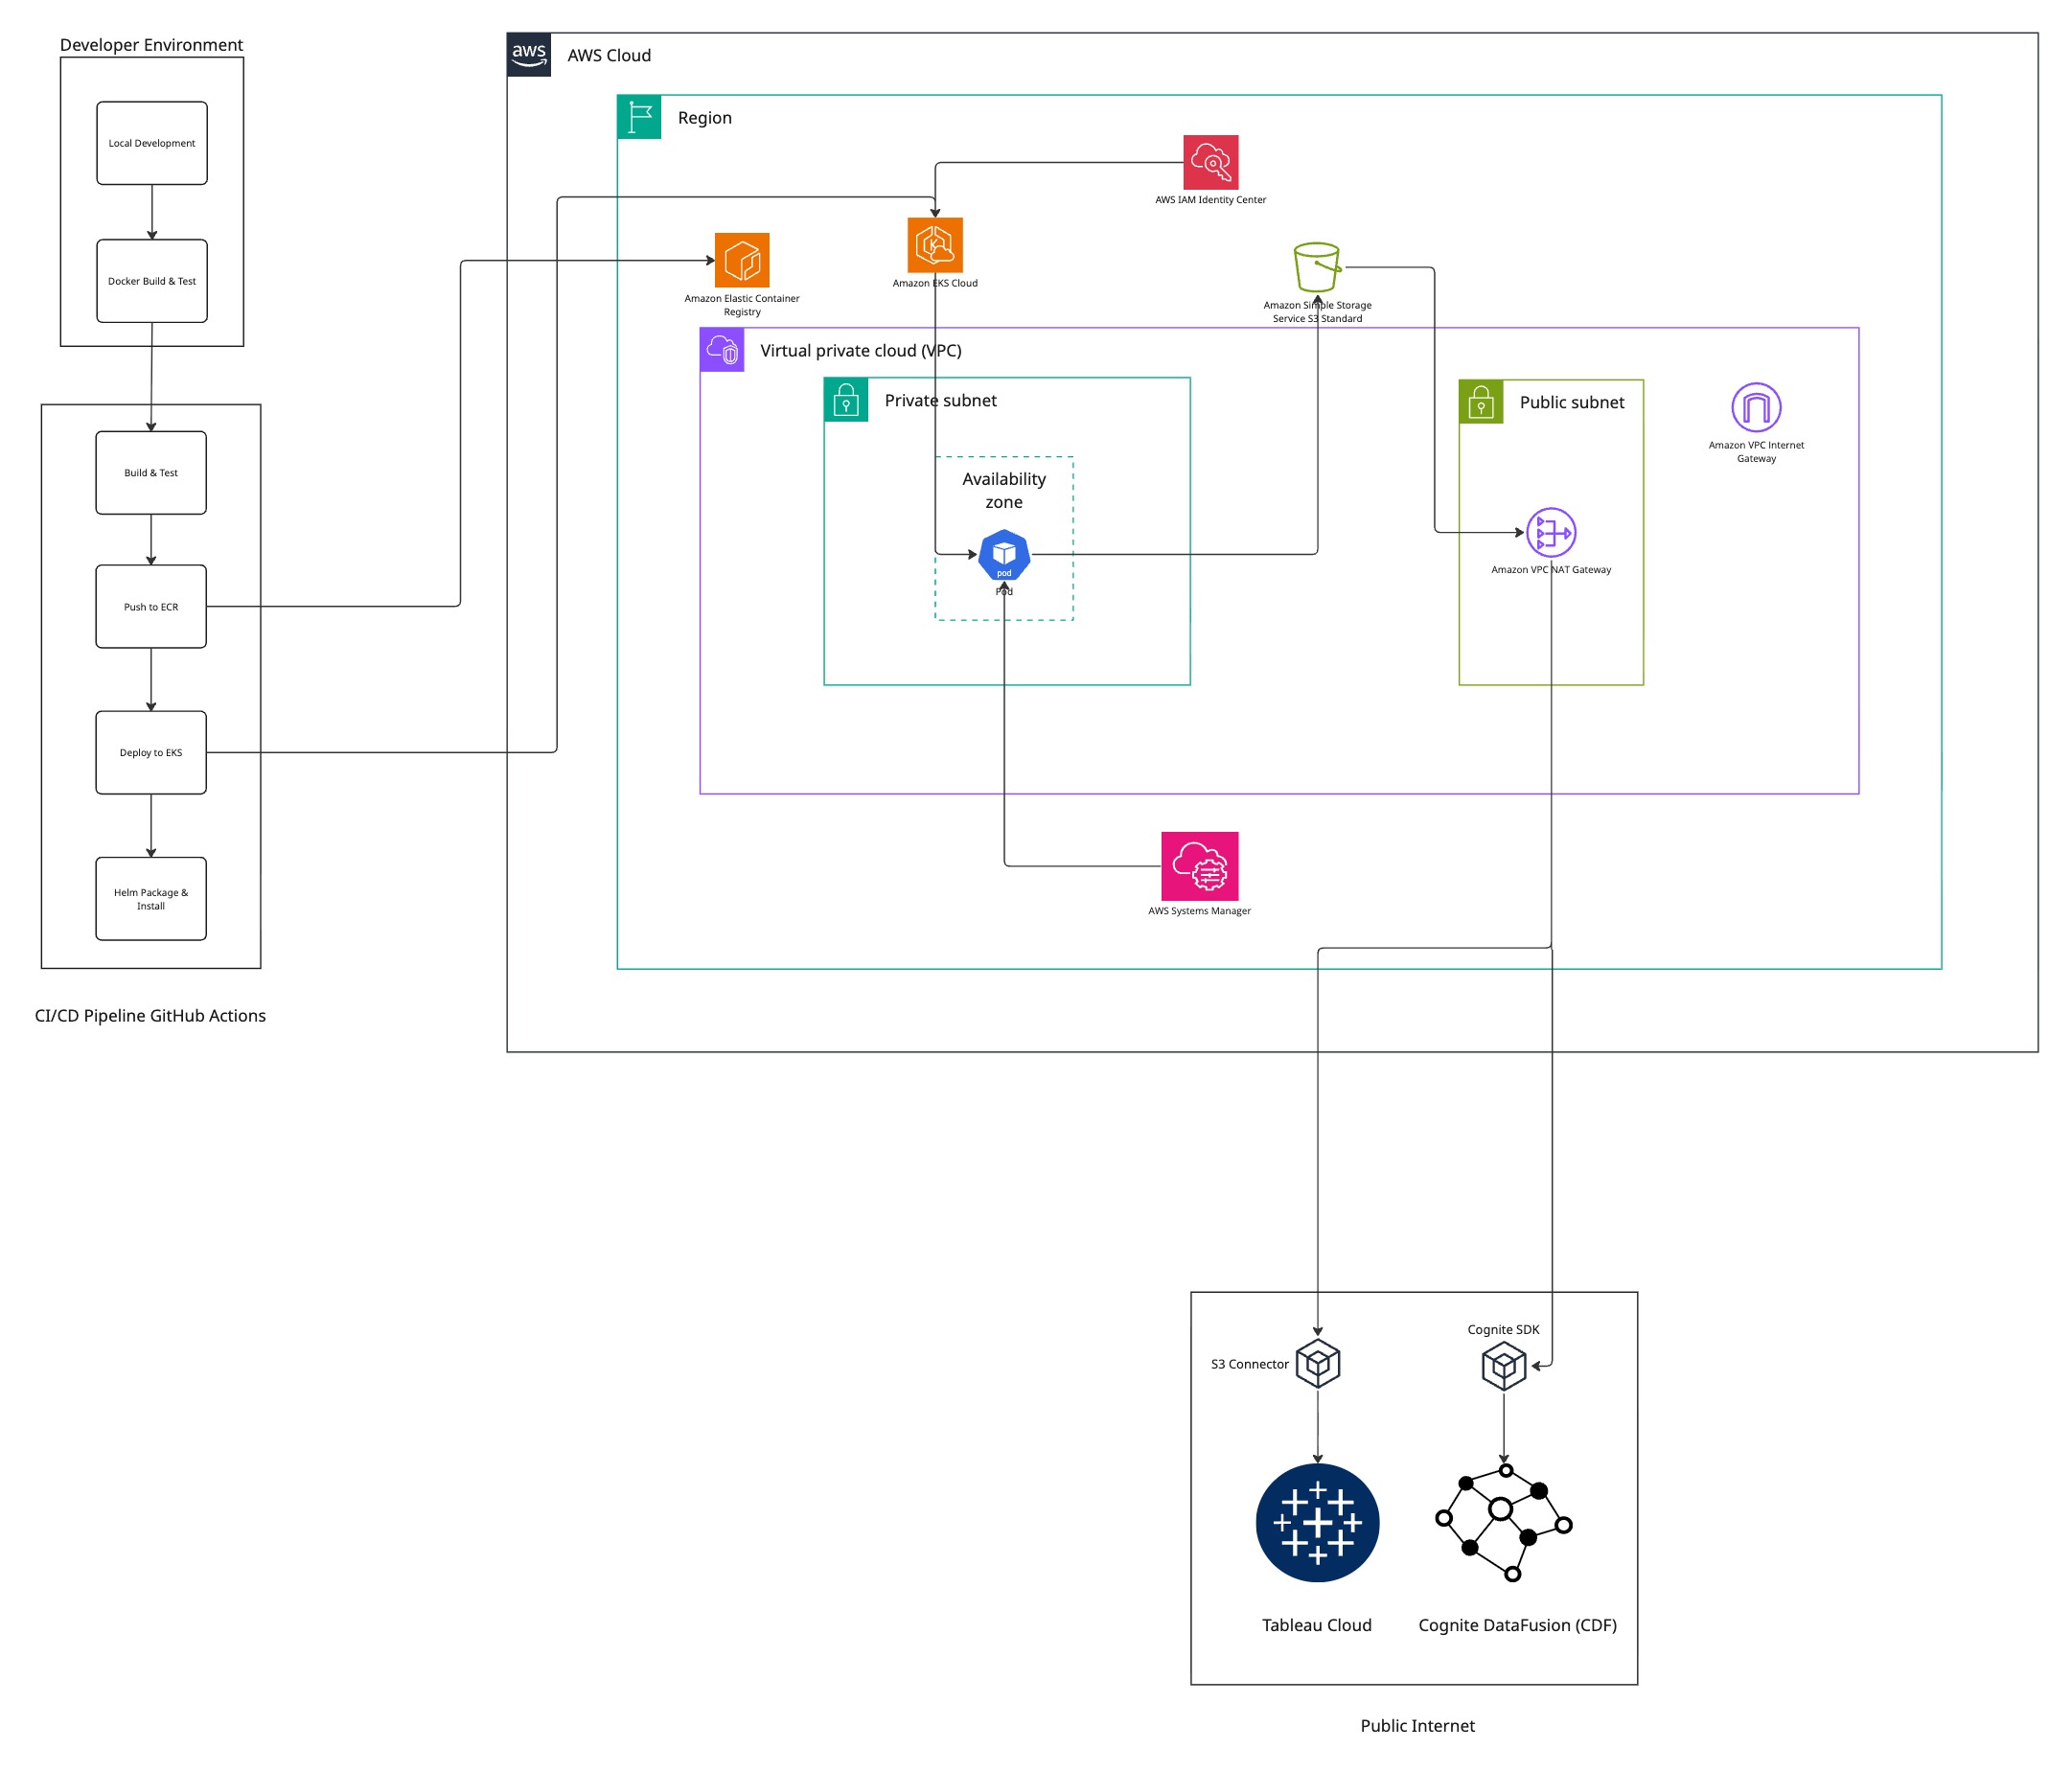 Developer Environment
Local Development
Docker Build & Test
Build & Test
Push to ECR
Deploy to EKS
Helm Package &
Install
CI/CD Pipeline GitHub Actions
aws
AWS Cloud
Region
AWS IAM Identity Center
Amazon Elastic Container
Registry
K
Amazon EKS Cloud
Amazon Simple Storage
Service S3 Standard
Virtual private cloud (VPC)
Private subnet
Availability
zone
pod
Pod
Public subnet
Amazon VPC NAT Gateway
Amazon VPC Internet
Gateway
AWS Systems Manager
S3 Connector
Cognite SDK
Tableau Cloud
Cognite DataFusion (CDF)
Public Internet